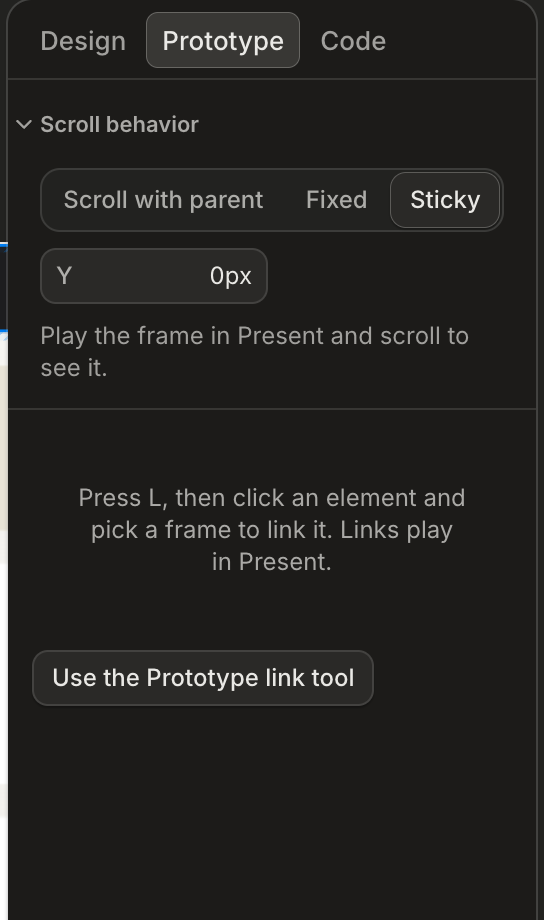 Design Prototype Code
Scroll behavior
Scroll with parent Fixed Sticky
Y 0px
Play the frame in Present and scroll to
see it.
Press L, then click an element and
pick a frame to link it. Links play
in Present.
Use the Prototype link tool